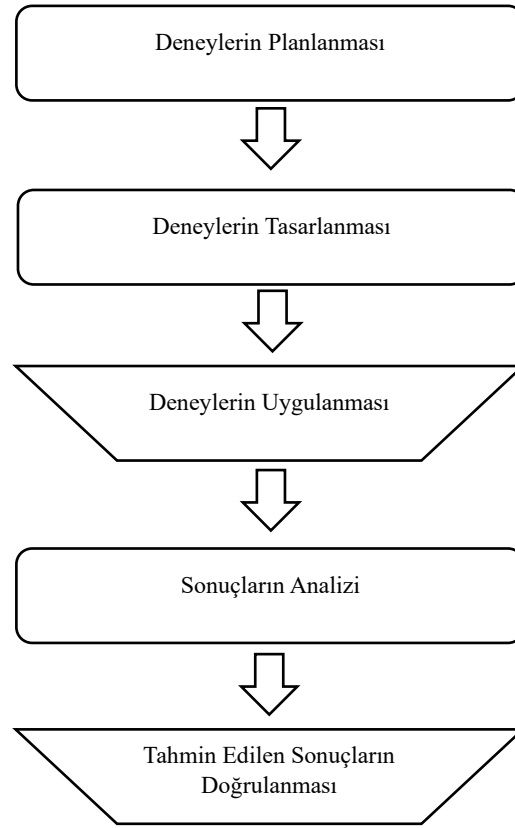 Deneylerin Planlanması
Deneylerin Tasarlanması
Deneylerin Uygulanması
Sonuçların Analizi
Tahmin Edilen Sonuçların
Doğrulanması